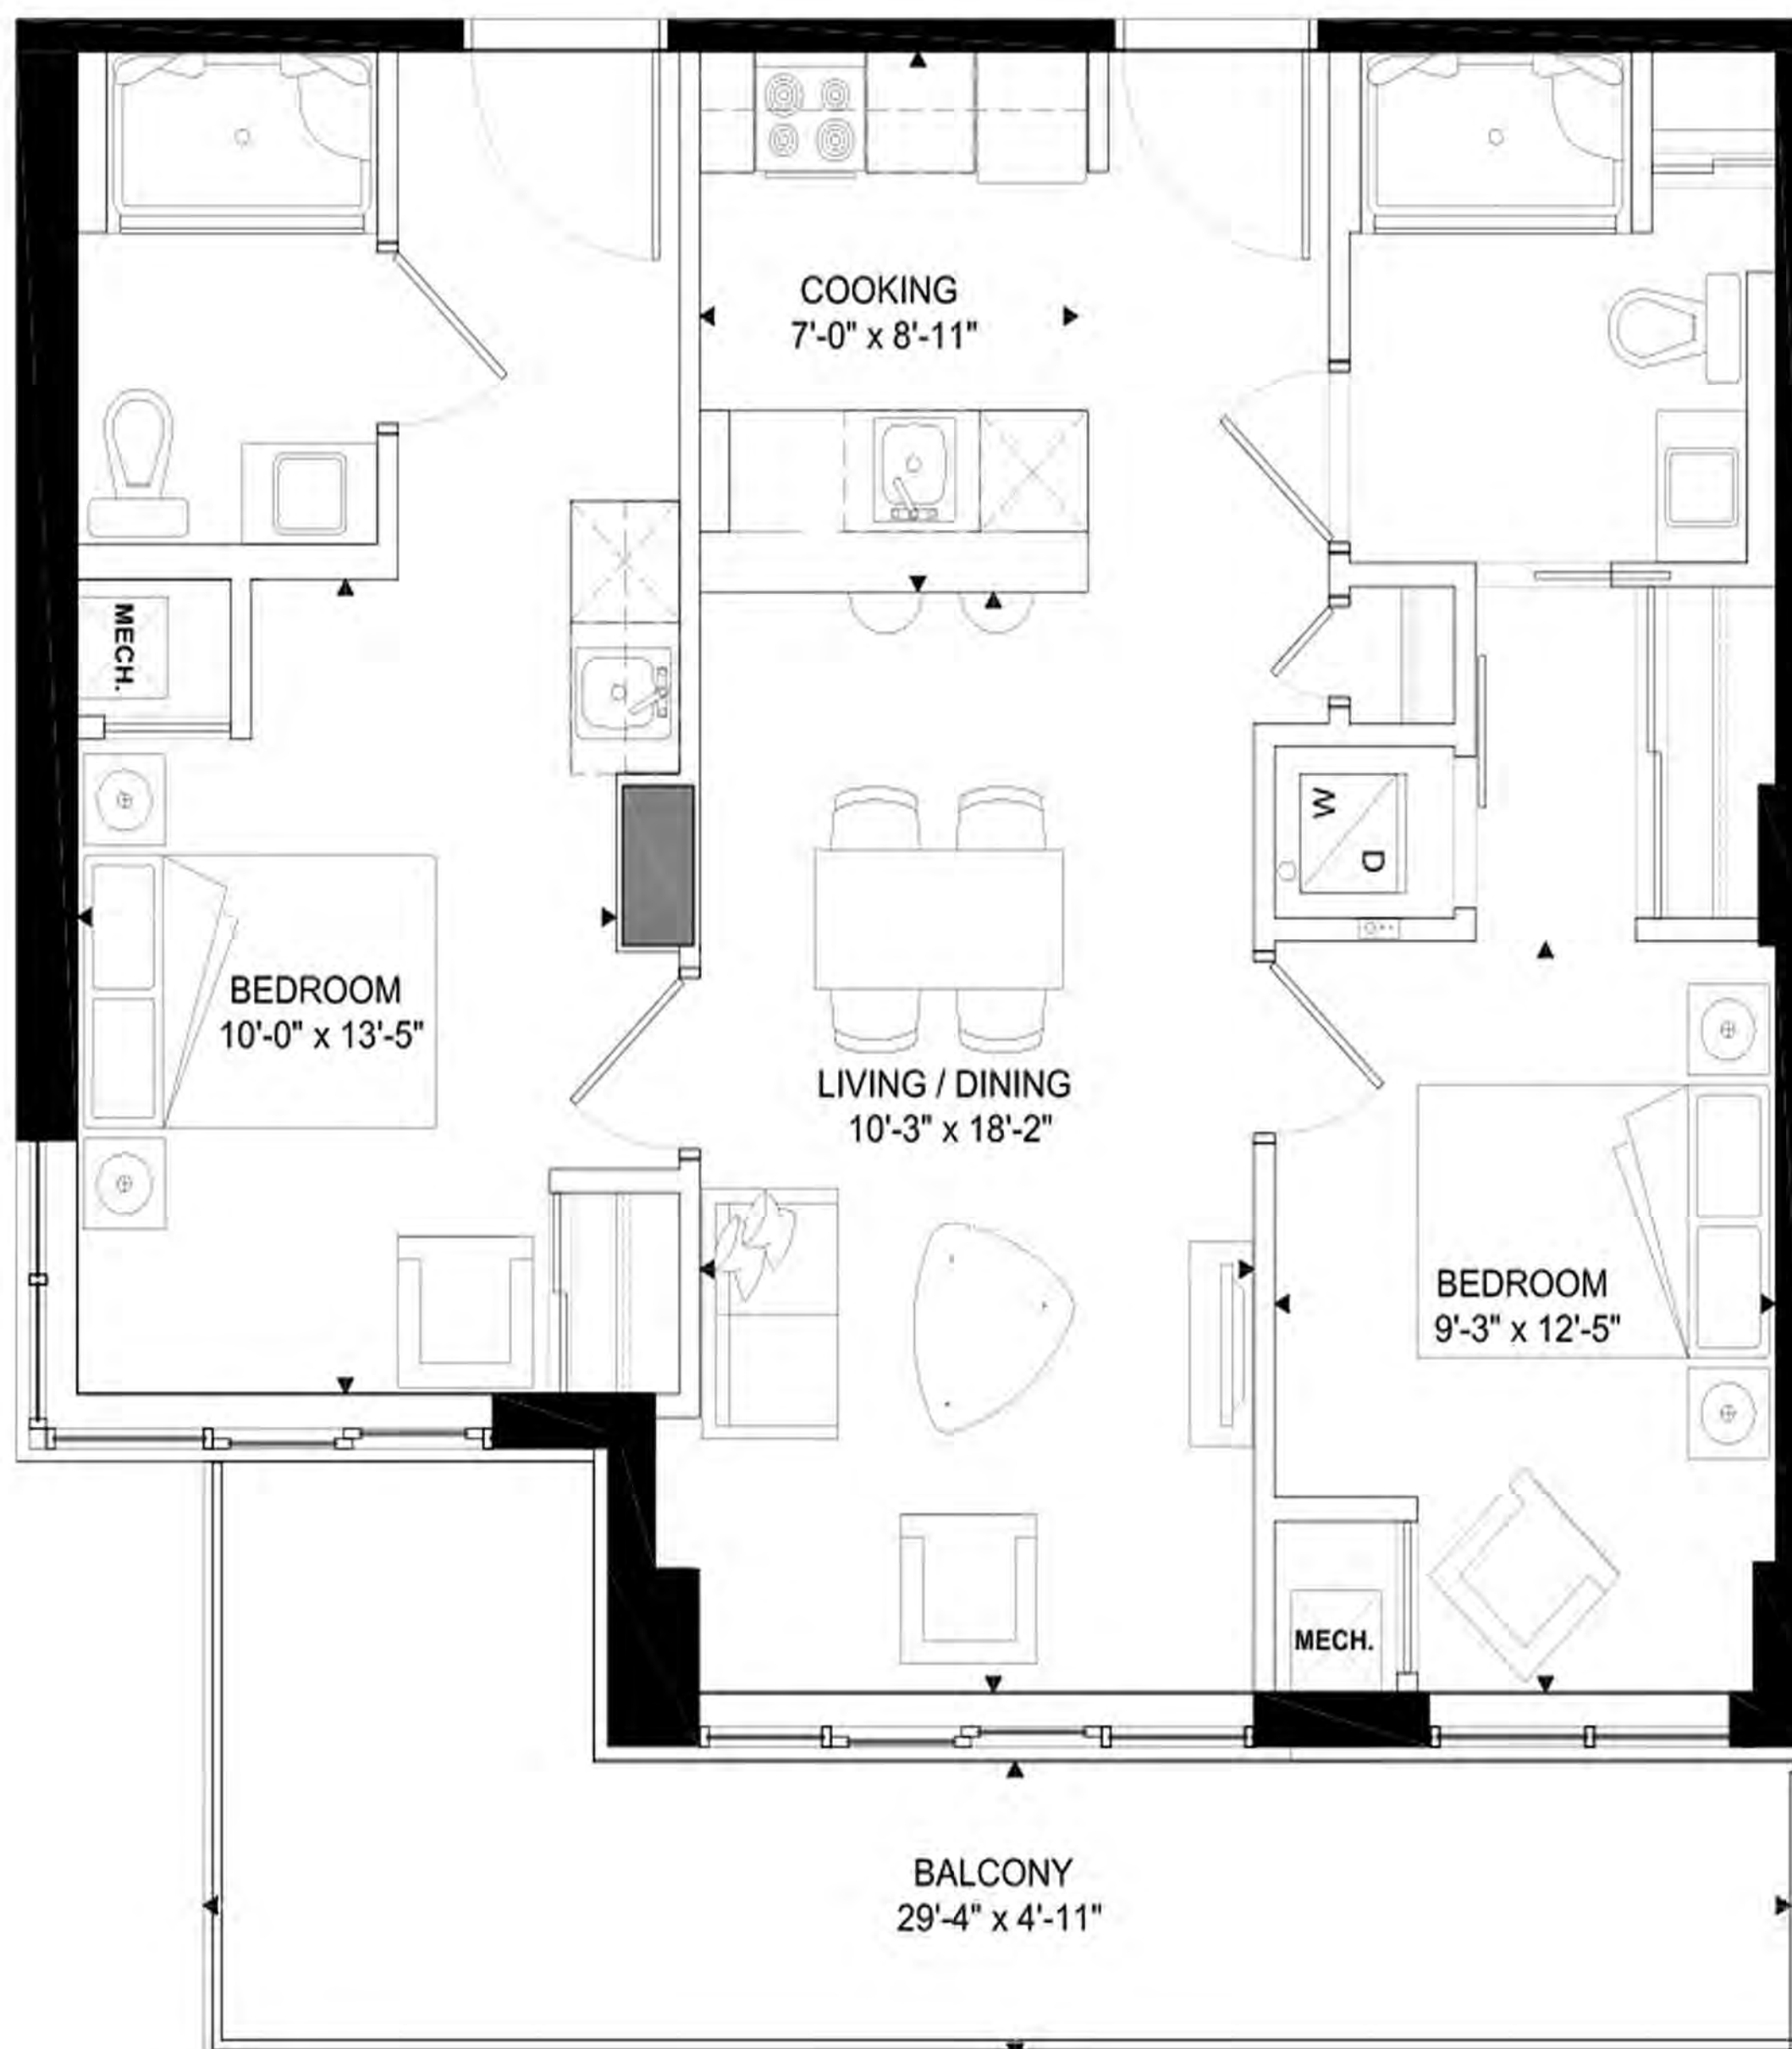 COOKING
7'-0" x 8'-11"
MECH.
W
D
BEDROOM
10'-0" x 13'-5"
LIVING / DINING
10'-3" x 18'-2"
BEDROOM
9'-3" x 12'-5"
MECH.
BALCONY
29'-4" x 4'-11"